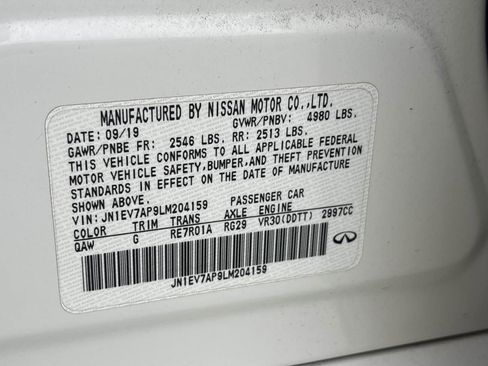 MANUFACTURED BY NISSAN MOTOR CO.,LTD.
DATE: 09/19 GVWR/PNBV: 4980 LBS.
GAWR/PNBE FR: 2546 LBS. RR: 2513 LBS.
THIS VEHICLE CONFORMS TO ALL APPLICABLE FEDERAL
MOTOR VEHICLE SAFETY,BUMPER,AND THEFT PREVENTION
STANDARDS IN EFFECT ON THE DATE OF MANUFACTURE
SHOWN ABOVE.
VIN: JN1EV7AP9LM204159 PASSENGER CAR
COLOR TRIM TRANS AXLE ENGINE
QAW G RE7R01A RG29 VR30(DDTT) 2997CC
JN1EV7AP9LM204159